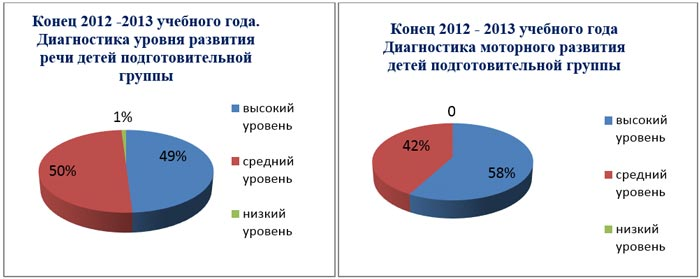 Конец 2012 -2013 учебного года.
Диагностика уровня развития
речи детей подготовительной
группы
1%
50%
49%
высокий
уровень
средний
уровень
низкий
уровень
Конец 2012 - 2013 учебного года
Диагностика моторного развития
детей подготовительной группы
0
42%
58%
высокий
уровень
средний
уровень
низкий
уровень